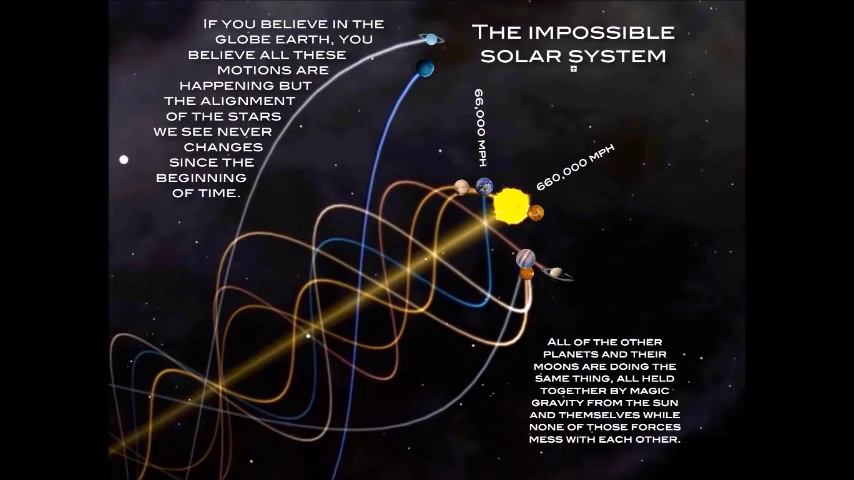 If you believe in the
globe earth, you
believe all these
motions are
happening but
the alignment
of the stars
we see never
changes
since the
beginning
of time.
The impossible
solar system
66,000 mph
660,000 mph
All of the other
planets and their
moons are doing the
same thing, all held
together by magic
gravity from the sun
and themselves while
none of those forces
mess with each other.